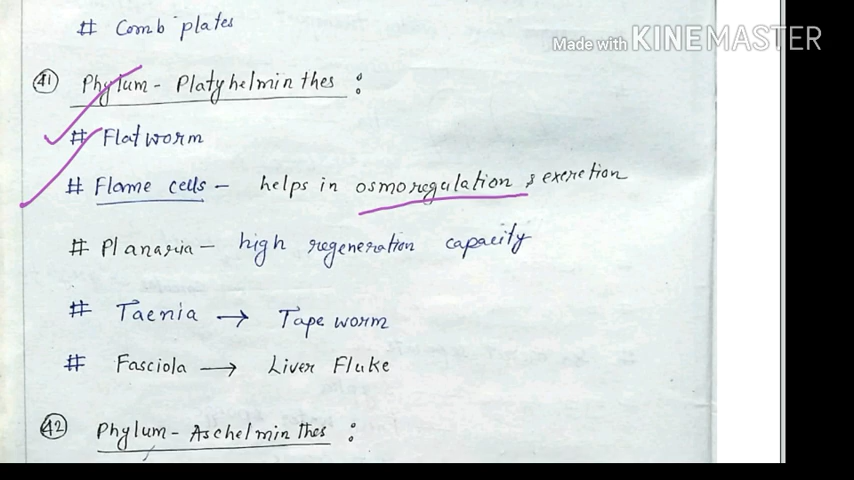 # Comb plates
Made with KINEMASTER
41 Phylum - Platyhelminthes :
# Flatworm
# Flame cells - helps in osmoregulation & excretion
# Planaria - high regeneration capacity
# Taenia → Tape worm
# Fasciola → Liver Fluke
42 Phylum - Aschelminthes :